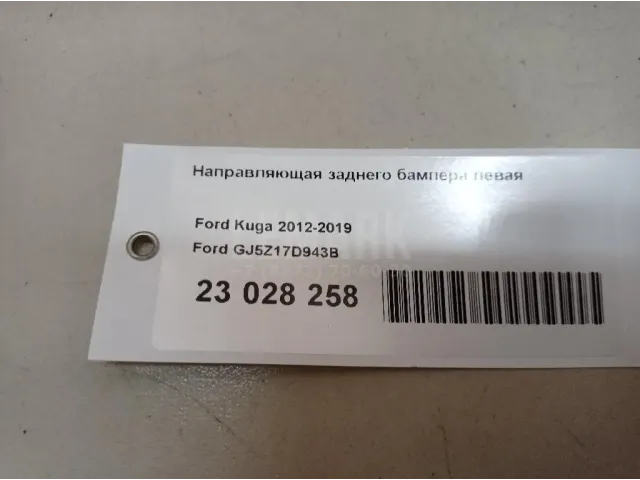 Направляющая заднего бампера левая
Ford Kuga 2012-2019
Ford GJ5Z17D943B
23 028 258